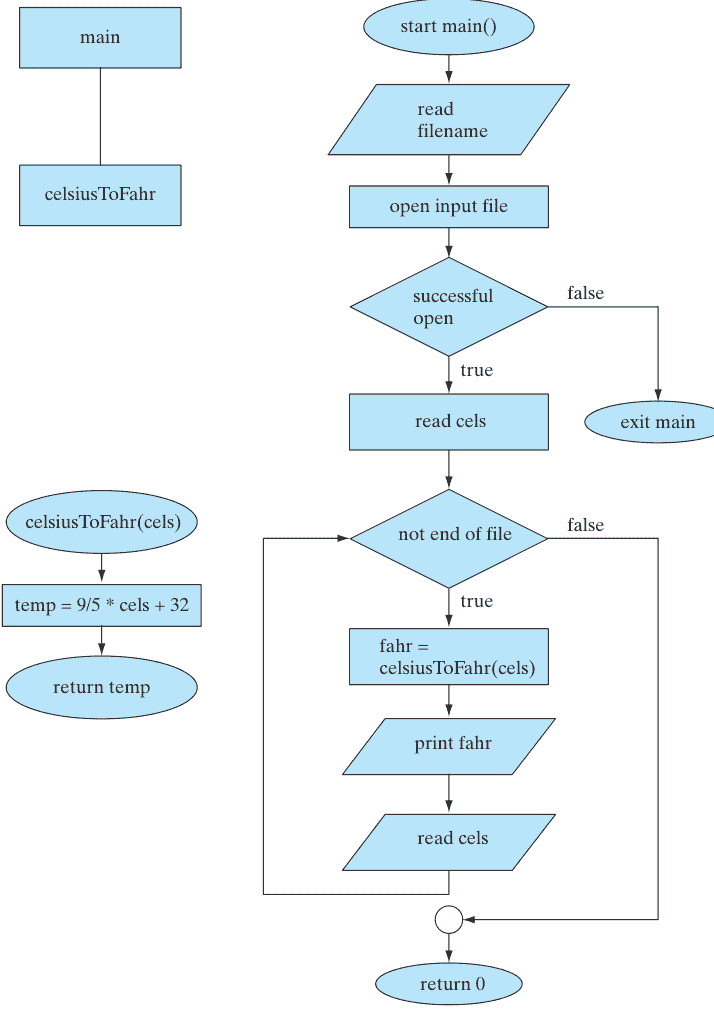 main
celsiusToFahr
start main()
read
filename
open input file
successful
open
false
true
read cels
exit main
not end of file
false
true
fahr =
celsiusToFahr(cels)
print fahr
read cels
return 0
celsiusToFahr(cels)
temp = 9/5 * cels + 32
return temp